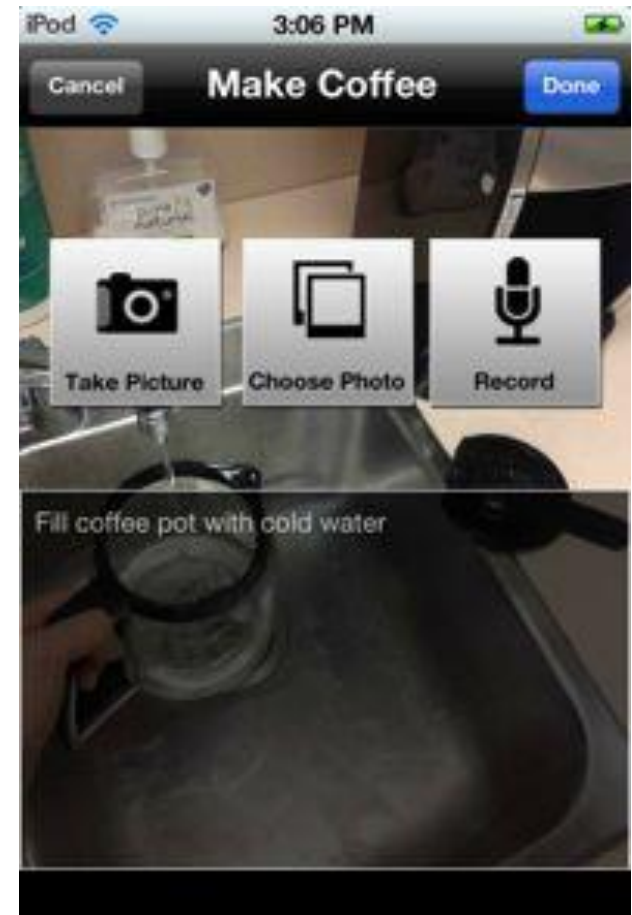 iPod 3:06 PM
Cancel Make Coffee Done
natural
Take Picture Choose Photo Record
Fill coffee pot with cold water